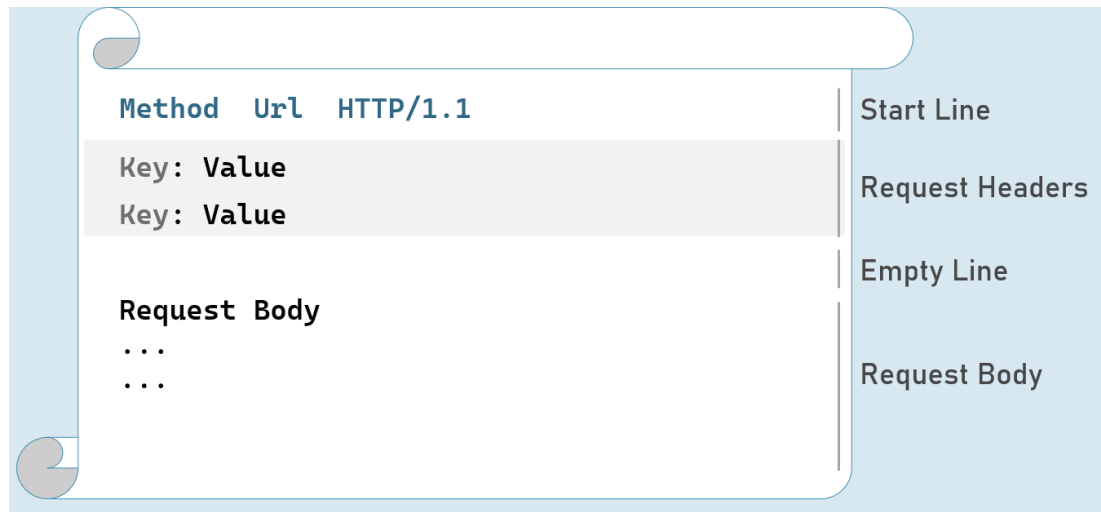 Method Url HTTP/1.1
Start Line
Key: Value
Key: Value
Request Headers
Empty Line
Request Body
...
...
Request Body